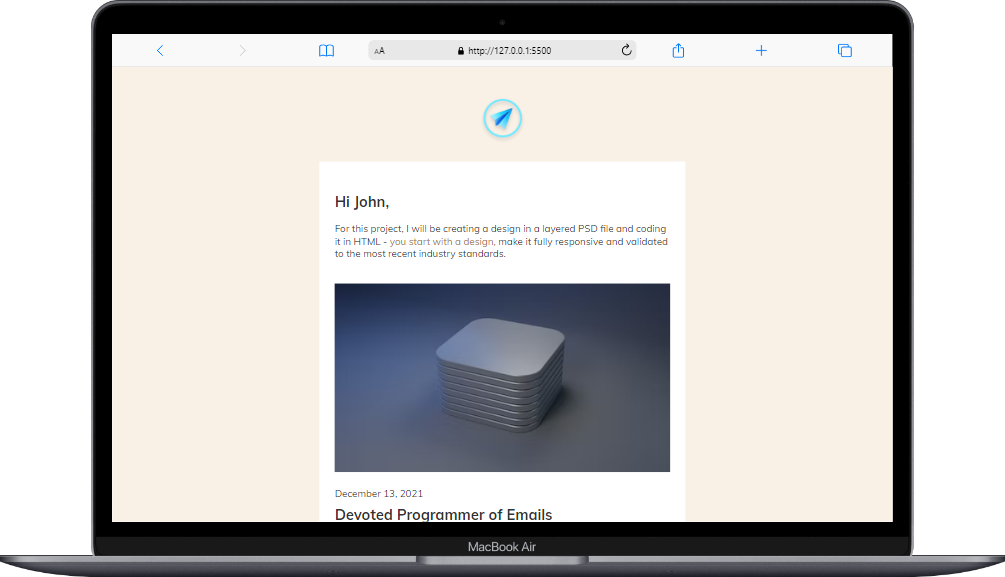 AA http://127.0.0.1:5500
Hi John,
For this project, I will be creating a design in a layered PSD file and coding
it in HTML - you start with a design, make it fully responsive and validated
to the most recent industry standards.
December 13, 2021
Devoted Programmer of Emails
MacBook Air